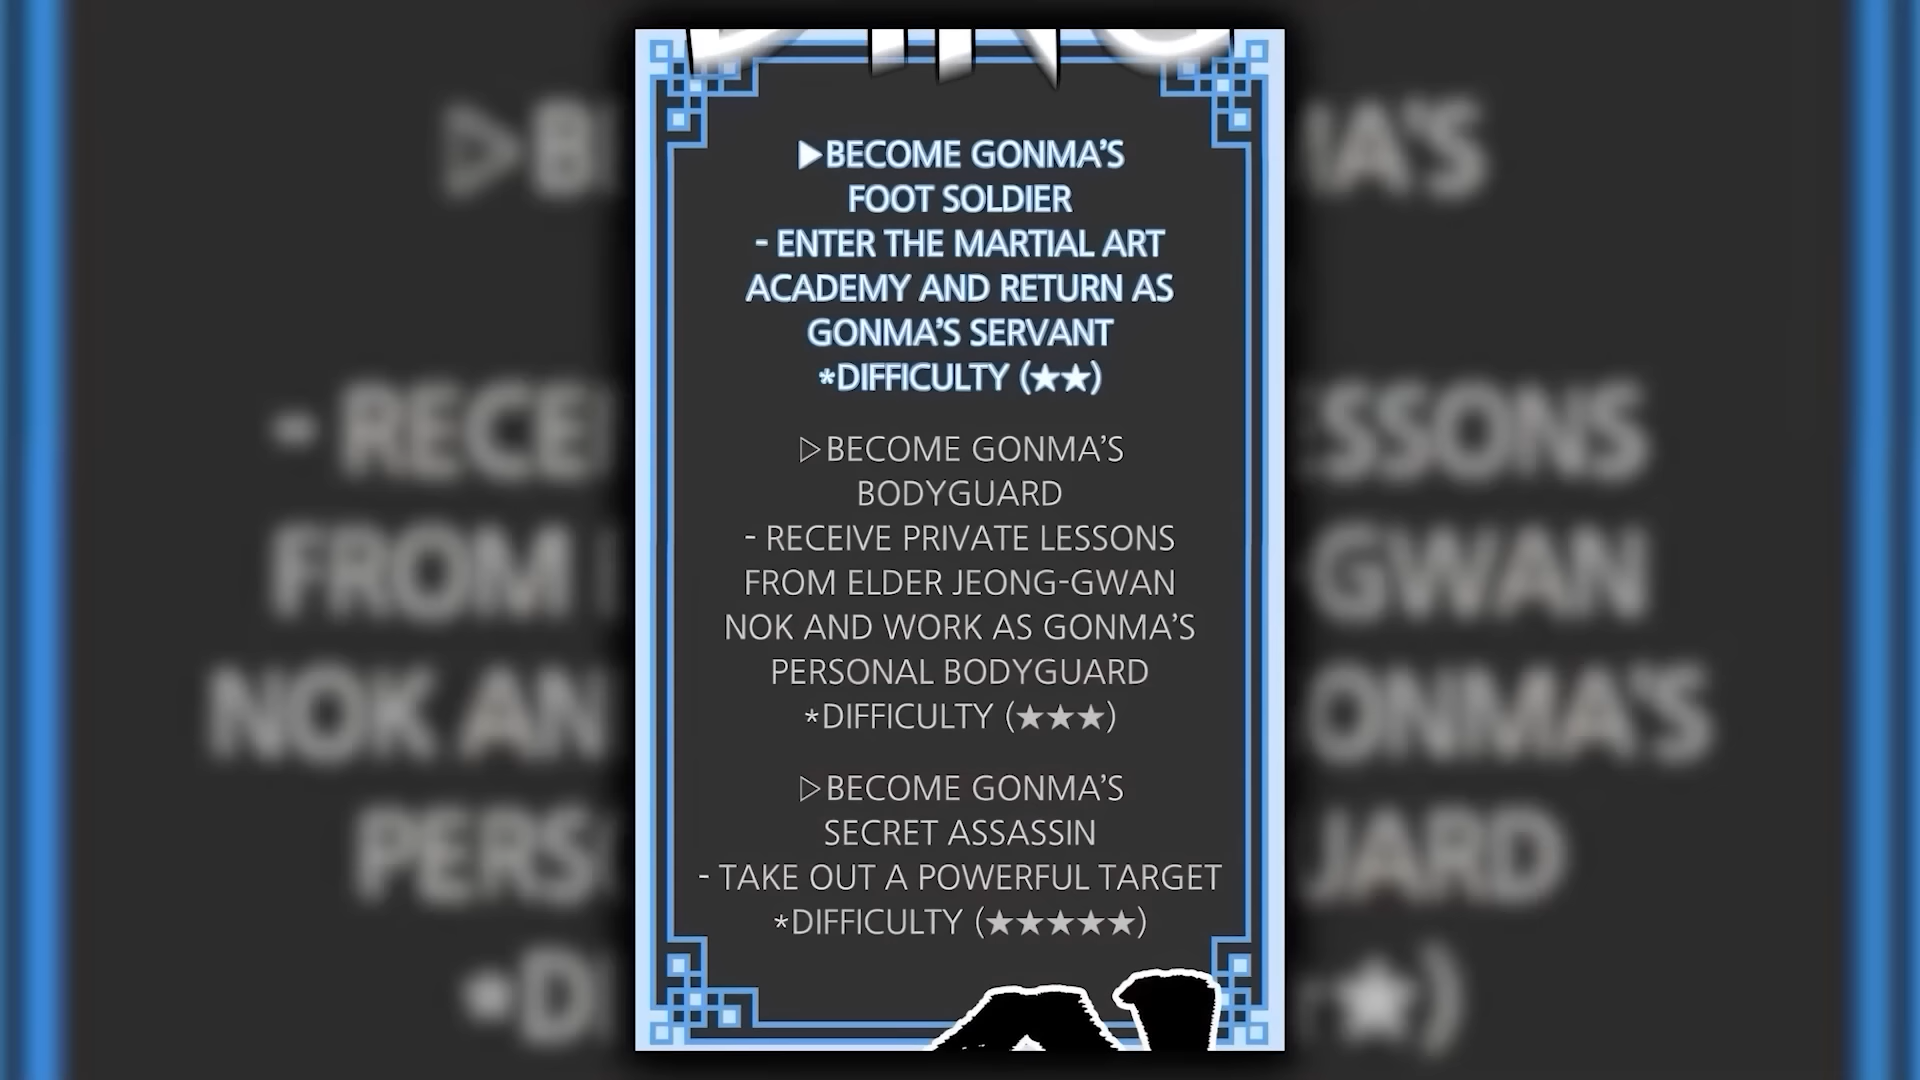 ▶BECOME GONMA'S
FOOT SOLDIER
- ENTER THE MARTIAL ART
ACADEMY AND RETURN AS
GONMA'S SERVANT
*DIFFICULTY (★★)
▷BECOME GONMA'S
BODYGUARD
- RECEIVE PRIVATE LESSONS
FROM ELDER JEONG-GWAN
NOK AND WORK AS GONMA'S
PERSONAL BODYGUARD
*DIFFICULTY (★★★)
▷BECOME GONMA'S
SECRET ASSASSIN
- TAKE OUT A POWERFUL TARGET
*DIFFICULTY (★★★★★)